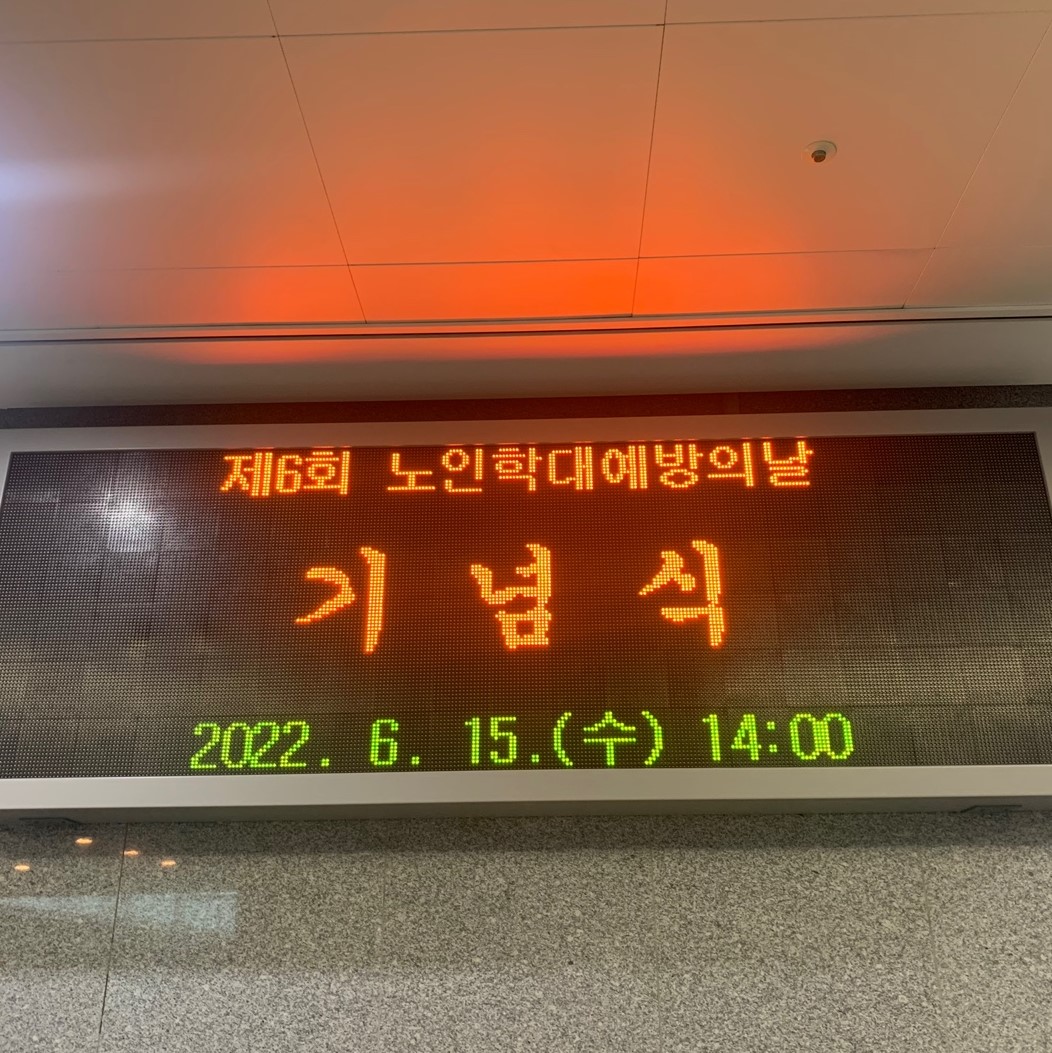 제6회 노인학대예방의날
기 념 식
2022. 6. 15.(수) 14:00